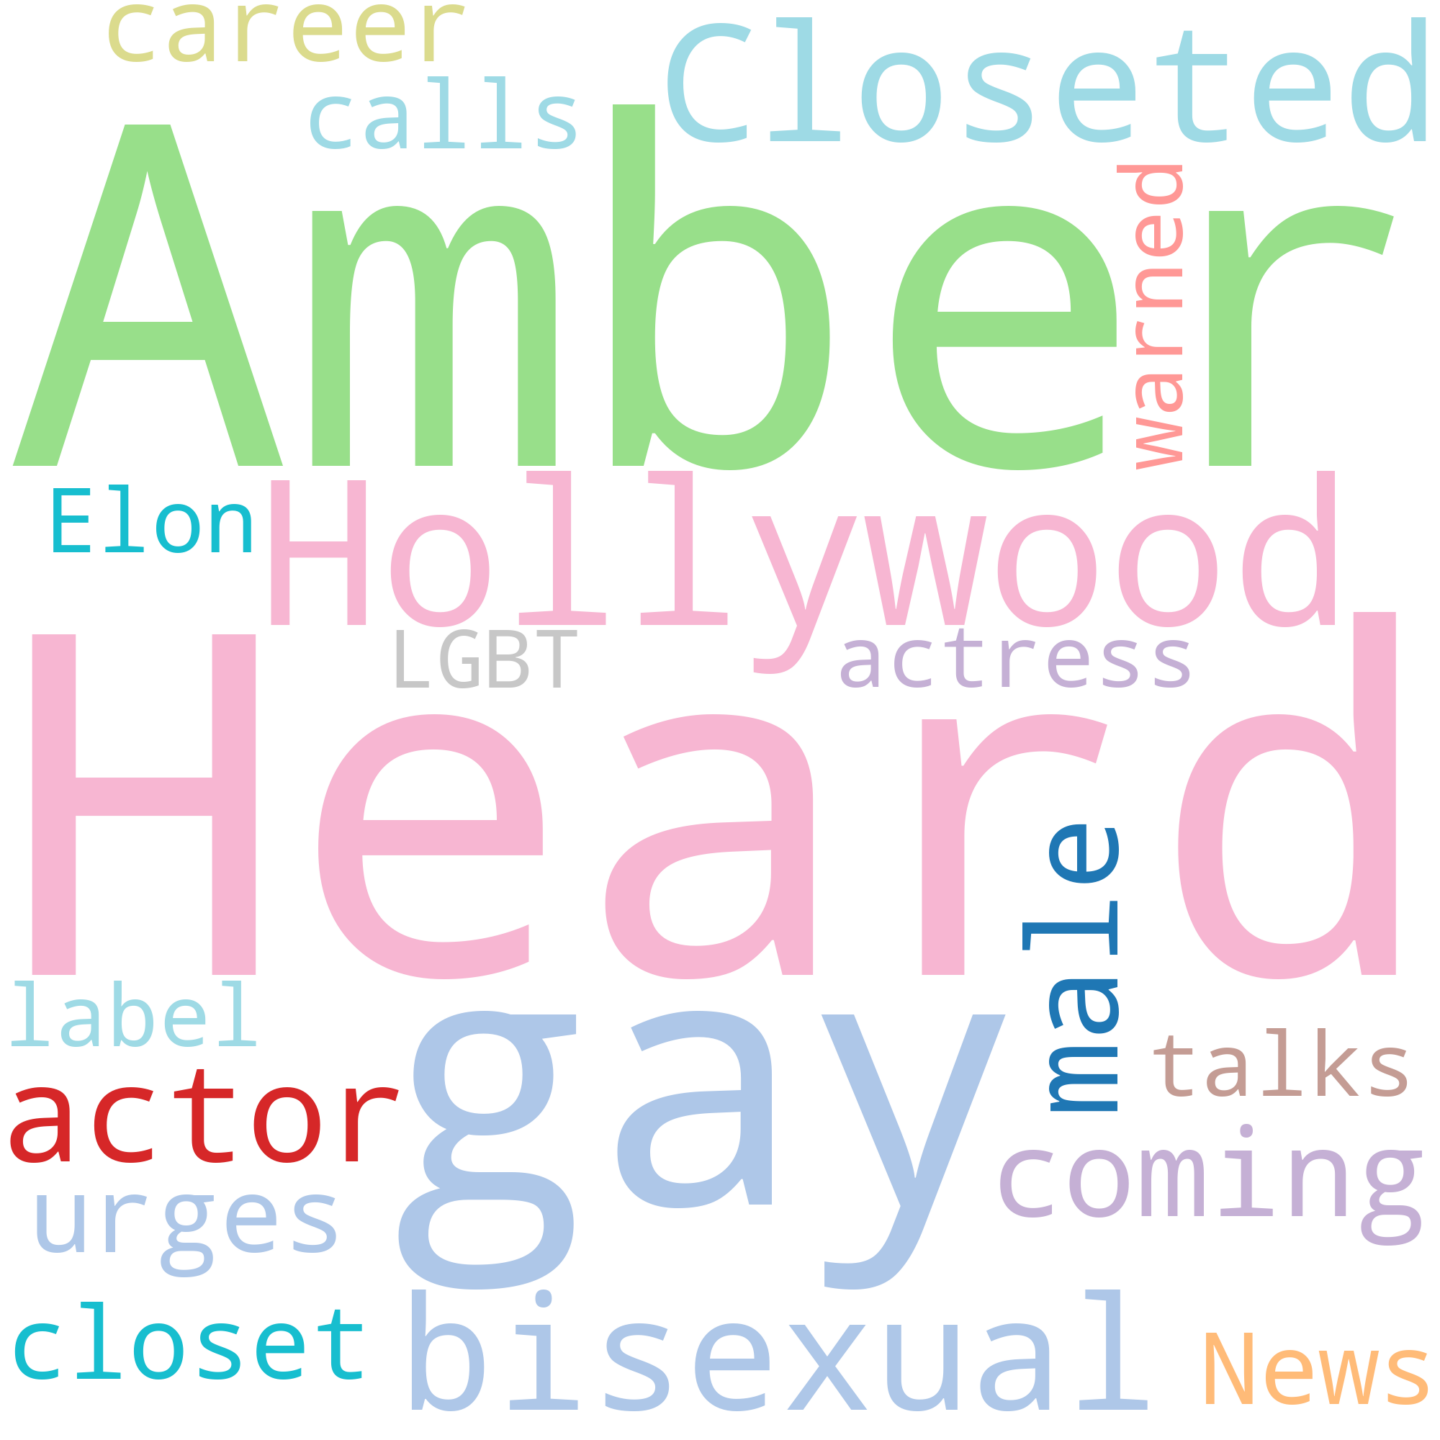 career
Closeted
calls
Amber
warned
Elon
Hollywood
LGBT
actress
Heard
male
label
gay
talks
actor
coming
urges
closet
bisexual
News